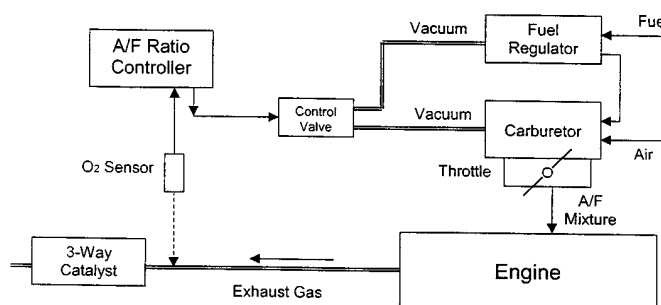 A/F Ratio
Controller
Vacuum
Fuel
Regulator
Fuel
Control
Valve
Vacuum
Carburetor
Air
Throttle
O2 Sensor
A/F
Mixture
3-Way
Catalyst
Exhaust Gas
Engine